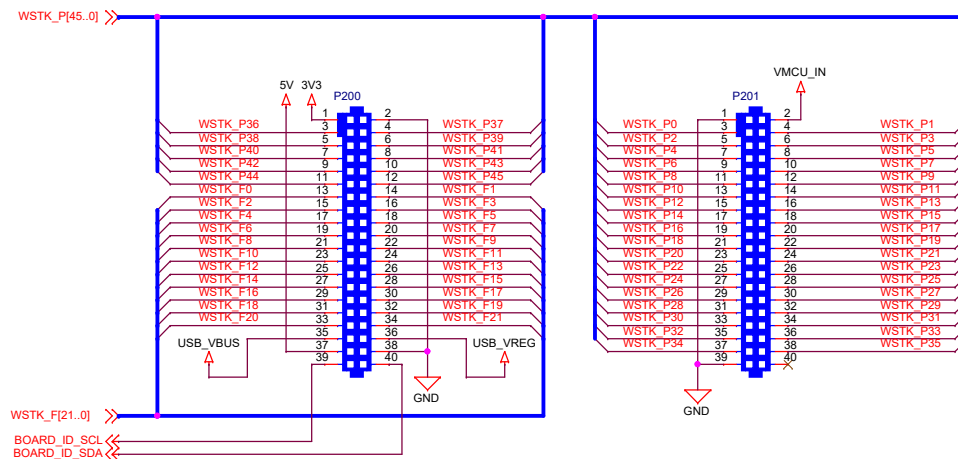 WSTK_P[45..0]
5V 3V3 VMCU_IN
P200 P201
1 2 1 2
WSTK_P36 3 4 WSTK_P37 WSTK_P0 3 4 WSTK_P1
WSTK_P38 5 6 WSTK_P39 WSTK_P2 5 6 WSTK_P3
WSTK_P40 7 8 WSTK_P41 WSTK_P4 7 8 WSTK_P5
WSTK_P42 9 10 WSTK_P43 WSTK_P6 9 10 WSTK_P7
WSTK_P44 11 12 WSTK_P45 WSTK_P8 11 12 WSTK_P9
WSTK_F0 13 14 WSTK_F1 WSTK_P10 13 14 WSTK_P11
WSTK_F2 15 16 WSTK_F3 WSTK_P12 15 16 WSTK_P13
WSTK_F4 17 18 WSTK_F5 WSTK_P14 17 18 WSTK_P15
WSTK_F6 19 20 WSTK_F7 WSTK_P16 19 20 WSTK_P17
WSTK_F8 21 22 WSTK_F9 WSTK_P18 21 22 WSTK_P19
WSTK_F10 23 24 WSTK_F11 WSTK_P20 23 24 WSTK_P21
WSTK_F12 25 26 WSTK_F13 WSTK_P22 25 26 WSTK_P23
WSTK_F14 27 28 WSTK_F15 WSTK_P24 27 28 WSTK_P25
WSTK_F16 29 30 WSTK_F17 WSTK_P26 29 30 WSTK_P27
WSTK_F18 31 32 WSTK_F19 WSTK_P28 31 32 WSTK_P29
WSTK_F20 33 34 WSTK_F21 WSTK_P30 33 34 WSTK_P31
35 36 WSTK_P32 35 36 WSTK_P33
USB_VBUS 37 38 USB_VREG WSTK_P34 37 38 WSTK_P35
39 40 39 40
GND GND
WSTK_F[21..0]
BOARD_ID_SCL
BOARD_ID_SDA